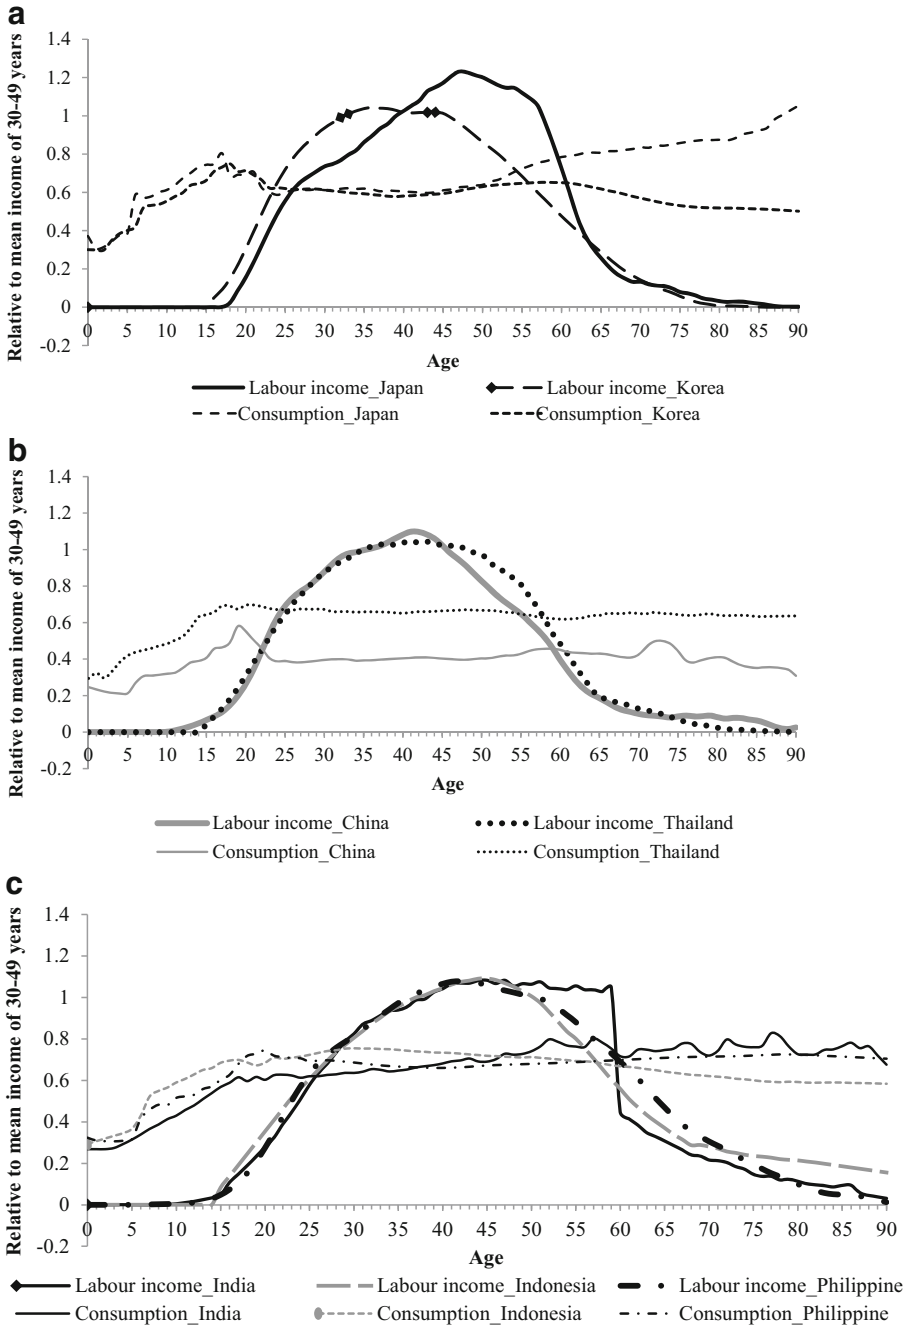 a
Relative to mean income of 30-49 years
1.4
1.2
1
0.8
0.6
0.4
0.2
0
-0.2
0 5 10 15 20 25 30 35 40 45 50 55 60 65 70 75 80 85 90
Age
Labour income_Japan Labour income_Korea
Consumption_Japan Consumption_Korea
b
Relative to mean income of 30-49 years
1.4
1.2
1
0.8
0.6
0.4
0.2
0
-0.2
0 5 10 15 20 25 30 35 40 45 50 55 60 65 70 75 80 85 90
Age
Labour income_China Labour income_Thailand
Consumption_China Consumption_Thailand
c
Relative to mean income of 30-49 years
1.4
1.2
1
0.8
0.6
0.4
0.2
0
-0.2
0 5 10 15 20 25 30 35 40 45 50 55 60 65 70 75 80 85 90
Age
Labour income_India Labour income_Indonesia Labour income_Philippine
Consumption_India Consumption_Indonesia Consumption_Philippine